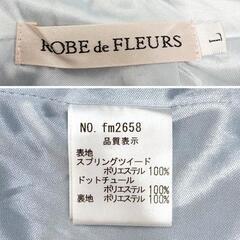 ROBE de FLEURS
L
NO. fm2658
品質表示
表地
スプリングツイード
ポリエステル 100%
ドットチュール
ポリエステル 100%
裏地 ポリエステル 100%